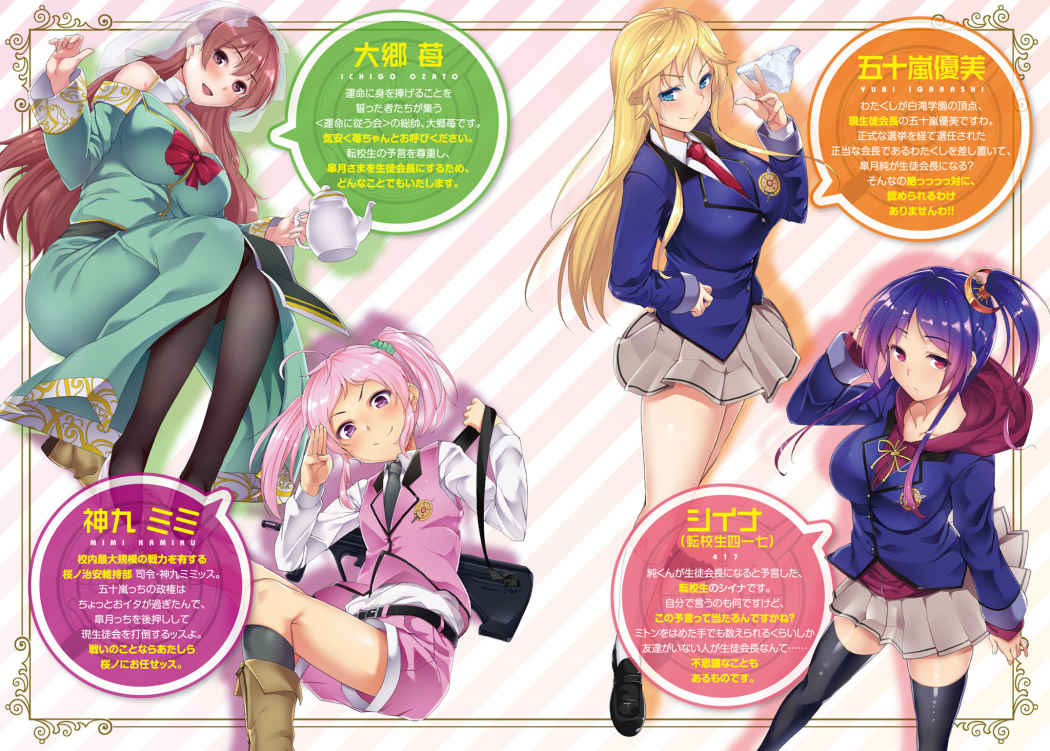 大郷 苺
ICHIGO OZATO
運命に身を捧げることを
誓った者たちが集う
<運命に従う会>の総帥、大郷苺です。
気安く苺ちゃんとお呼びください。
転校生の予言を尊重し、
皐月さまを生徒会長にするため、
どんなことでもいたします。
五十嵐優美
YUBI IGARASHI
わたくしが白滝学園の頂点、
現生徒会長の五十嵐優美ですわ。
正式な選挙を経て選任された
正当な会長であるわたくしを差し置いて、
皐月純が生徒会長になる?
そんなの絶っっっっ対に、
認められるわけ
ありませんわ!!
神九 ミミ
MIMI KAMIKU
校内最大規模の戦力を有する
桜ノ治安維持部 司令・神九ミミッス。
五十嵐っちの政権は
ちょっとおイタが過ぎたんで、
皐月っちを後押しして
現生徒会を打倒するッスよ。
戦いのことならあたしら
桜ノにお任せッス。
シイナ
(転校生四一七)
417
純くんが生徒会長になると予言した、
転校生のシイナです。
自分で言うのも何ですけど、
この予言って当たるんですかね?
ミトンをはめた手でも数えられるくらいしか
友達がいない人が生徒会長なんて……
不思議なことも
あるものです。